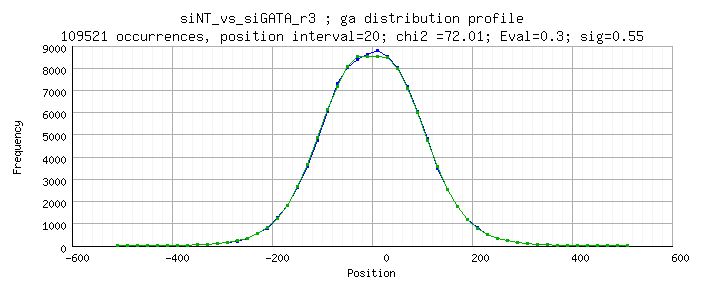 siNT_vs_siGATA_r3 ; ga distribution profile
109521 occurrences, position interval=20; chi2 =72.01; Eval=0.3; sig=0.55
9000
8000
7000
6000
5000
4000
3000
2000
1000
0
Frequency
-600 -400 -200 0 200 400 600
Position